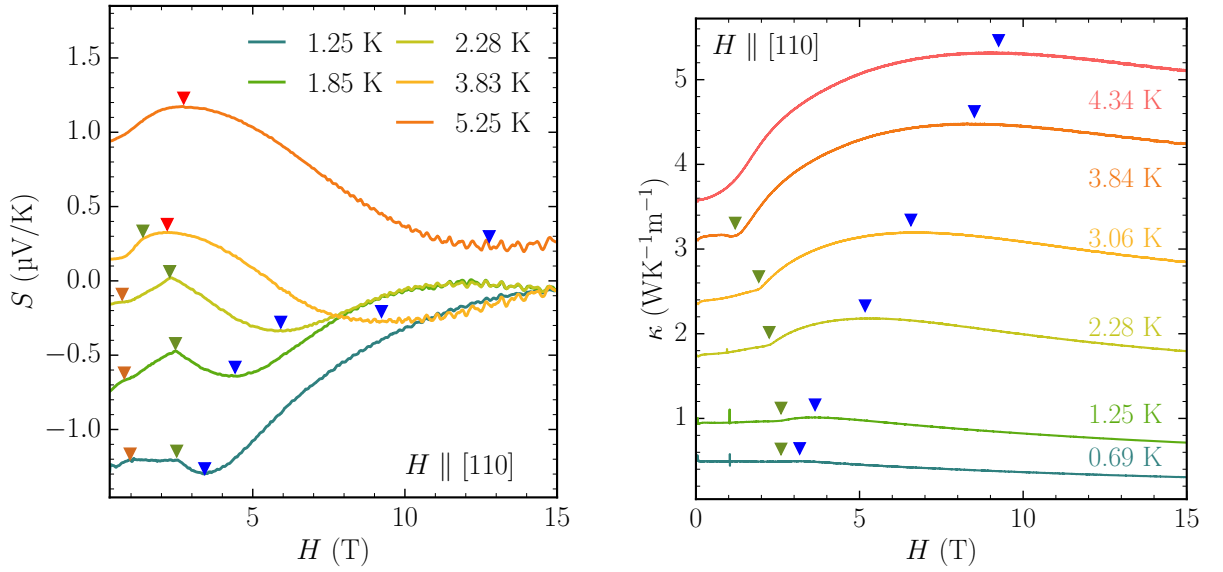 1.5
1.0
0.5
0.0
−0.5
−1.0
S (µV/K)
1.25 K
1.85 K
2.28 K
3.83 K
5.25 K
H ∥ [110]
5
10
15
H (T)
H ∥ [110]
5
4
3
2
1
κ (WK⁻¹m⁻¹)
4.34 K
3.84 K
3.06 K
2.28 K
1.25 K
0.69 K
0
5
10
15
H (T)